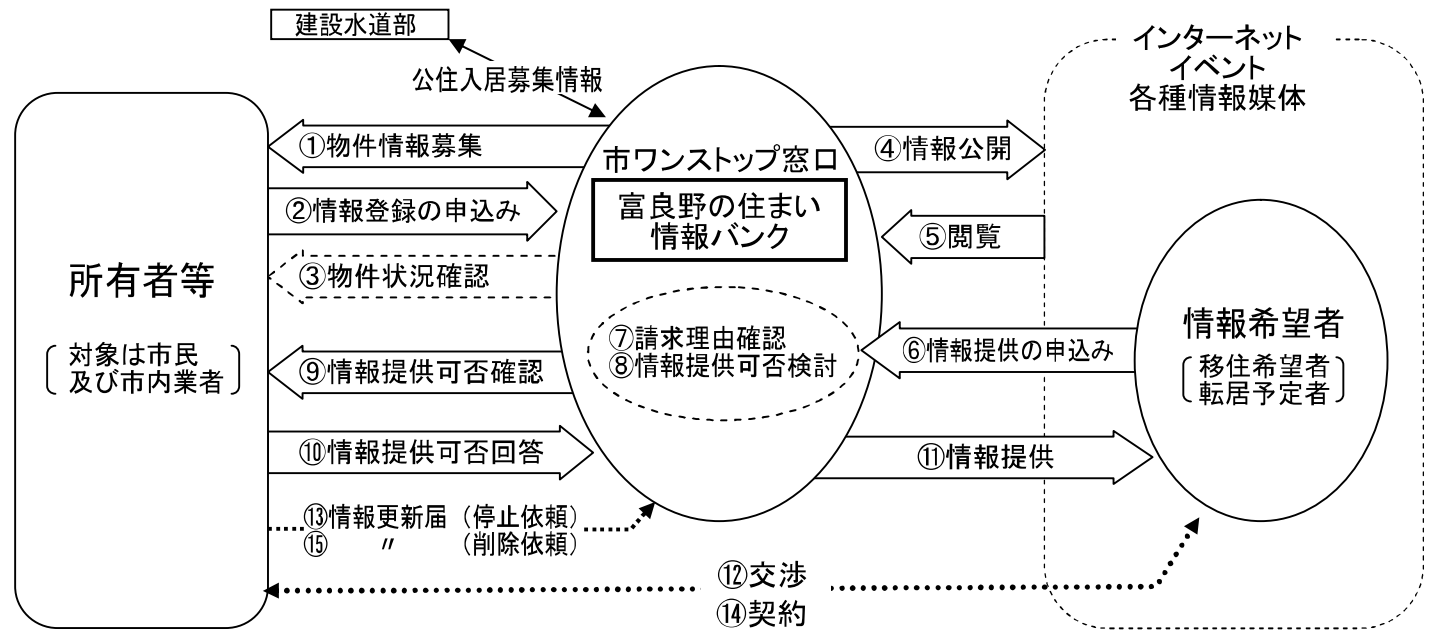 建設水道部
公住入居募集情報
インターネット
イベント
各種情報媒体
①物件情報募集
市ワンストップ窓口
④情報公開
②情報登録の申込み
富良野の住まい
情報バンク
⑤閲覧
③物件状況確認
所有者等
対象は市民
及び市内業者
⑦請求理由確認
⑧情報提供可否検討
⑥情報提供の申込み
情報希望者
移住希望者
転居予定者
⑨情報提供可否確認
⑩情報提供可否回答
⑪情報提供
⑬情報更新届（停止依頼）
⑮　　〃　　（削除依頼）
⑫交渉
⑭契約